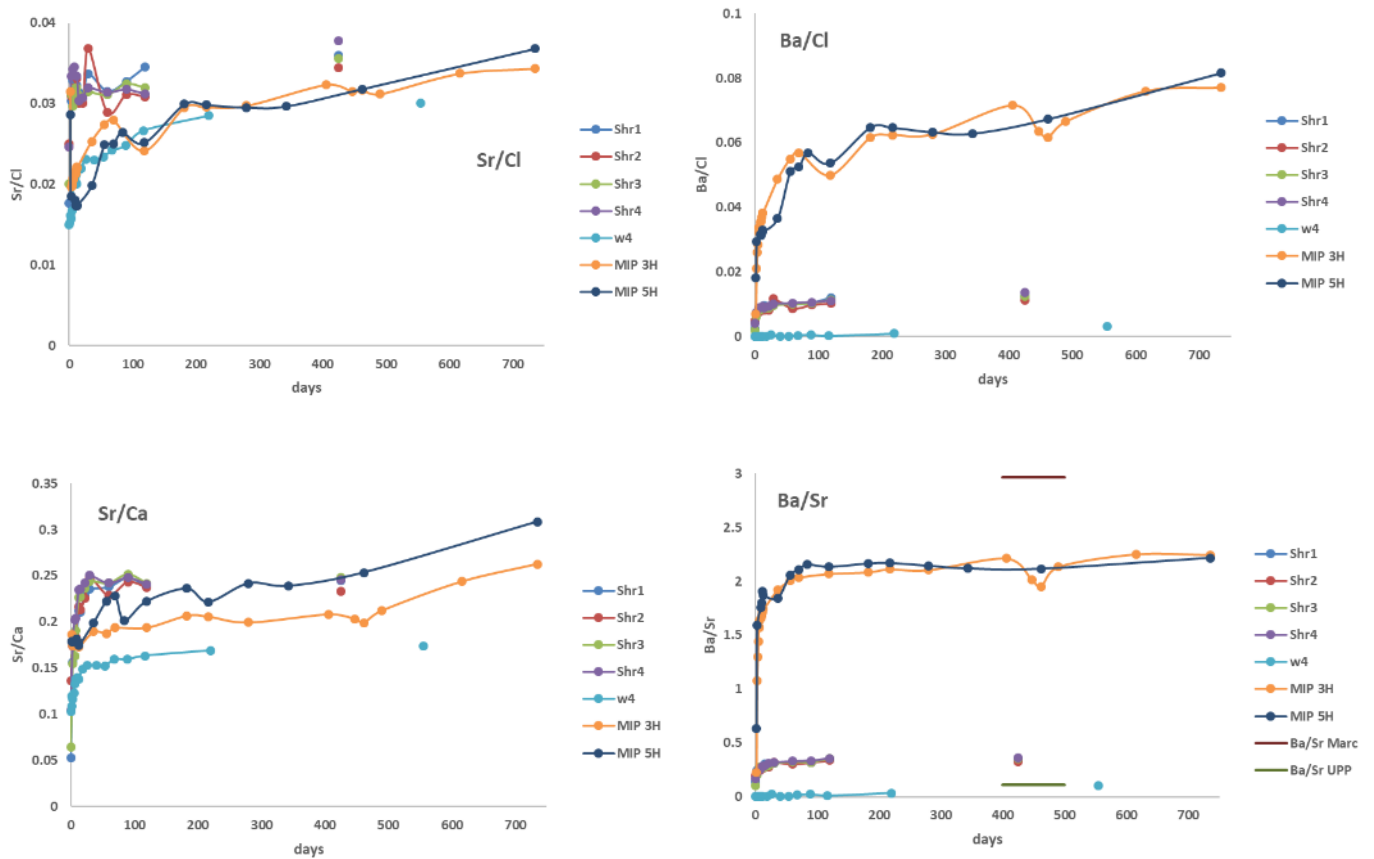 0.04
0.03
0.02
0.01
0
Sr/Cl
Sr/Cl
0 100 200 300 400 500 600 700
days
Shr1
Shr2
Shr3
Shr4
w4
MIP 3H
MIP 5H
0.1
0.08
0.06
0.04
0.02
0
Ba/Cl
Ba/Cl
0 100 200 300 400 500 600 700
days
Shr1
Shr2
Shr3
Shr4
w4
MIP 3H
MIP 5H
0.35
0.3
0.25
0.2
0.15
0.1
0.05
0
Sr/Ca
Sr/Ca
0 100 200 300 400 500 600 700
days
Shr1
Shr2
Shr3
Shr4
w4
MIP 3H
MIP 5H
3
2.5
2
1.5
1
0.5
0
Ba/Sr
Ba/Sr
0 100 200 300 400 500 600 700
days
Shr1
Shr2
Shr3
Shr4
w4
MIP 3H
MIP 5H
Ba/Sr Marc
Ba/Sr UPP